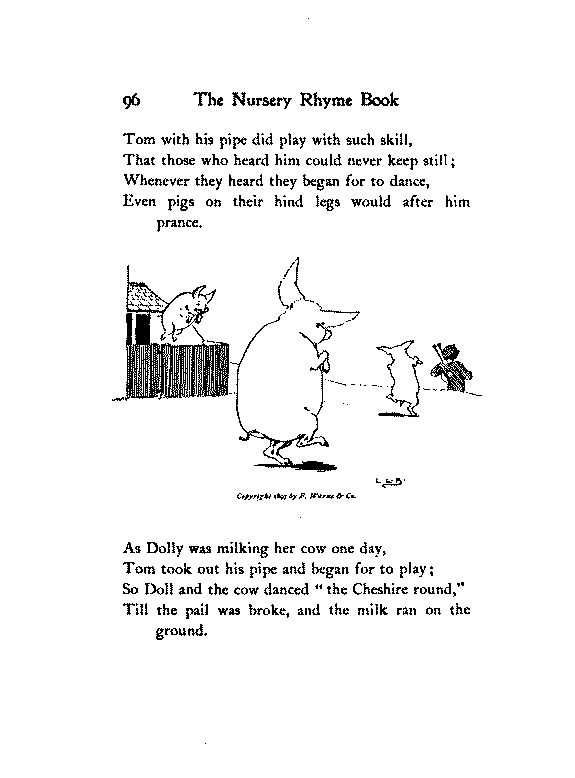 96 The Nursery Rhyme Book
Tom with his pipe did play with such skill,
That those who heard him could never keep still;
Whenever they heard they began for to dance,
Even pigs on their hind legs would after him
prance.
L.L.B.
Copyright 1897 by F. Warne & Co.
As Dolly was milking her cow one day,
Tom took out his pipe and began for to play;
So Doll and the cow danced “the Cheshire round,”
Till the pail was broke, and the milk ran on the
ground.